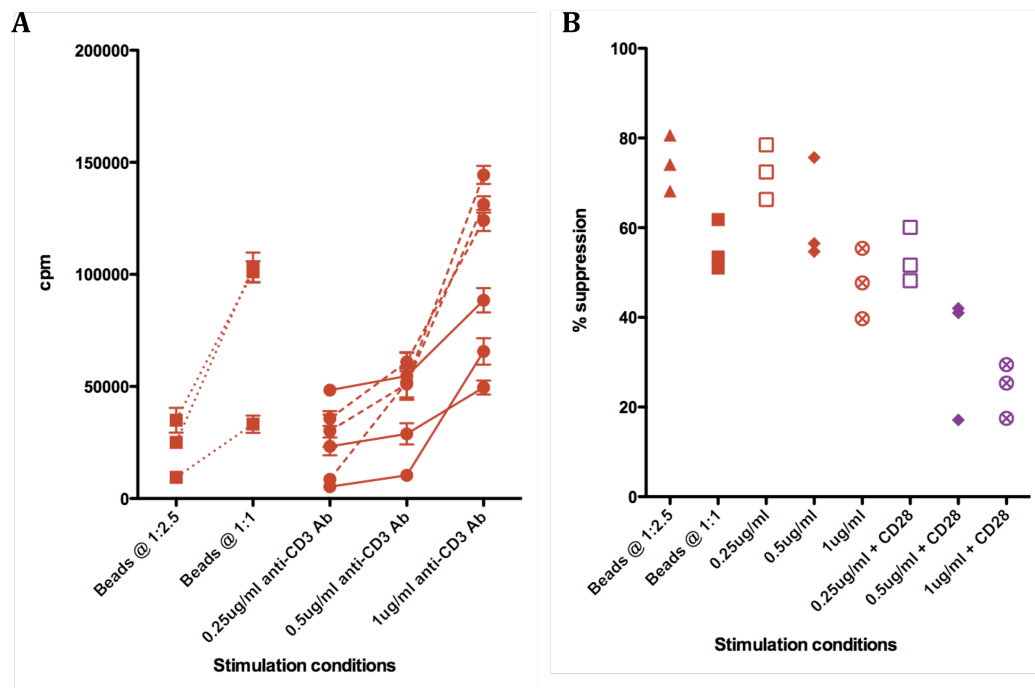 A
200000
150000
100000
50000
0
cpm
Beads @ 1:2.5
Beads @ 1:1
0.25ug/ml anti-CD3 Ab
0.5ug/ml anti-CD3 Ab
1ug/ml anti-CD3 Ab
Stimulation conditions
B
100
80
60
40
20
0
% suppression
Beads @ 1:2.5
Beads @ 1:1
0.25ug/ml
0.5ug/ml
1ug/ml
0.25ug/ml + CD28
0.5ug/ml + CD28
1ug/ml + CD28
Stimulation conditions